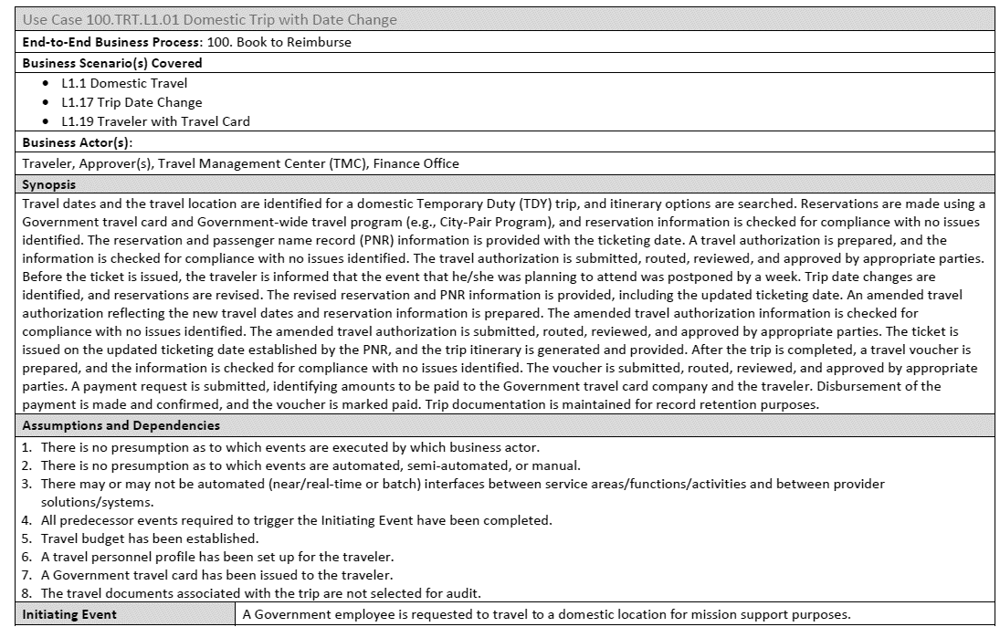 Use Case 100.TRT.L1.01 Domestic Trip with Date Change
End-to-End Business Process: 100. Book to Reimburse
Business Scenario(s) Covered
• L1.1 Domestic Travel
• L1.17 Trip Date Change
• L1.19 Traveler with Travel Card
Business Actor(s):
Traveler, Approver(s), Travel Management Center (TMC), Finance Office
Synopsis
Travel dates and the travel location are identified for a domestic Temporary Duty (TDY) trip, and itinerary options are searched. Reservations are made using a
Government travel card and Government-wide travel program (e.g., City-Pair Program), and reservation information is checked for compliance with no issues
identified. The reservation and passenger name record (PNR) information is provided with the ticketing date. A travel authorization is prepared, and the
information is checked for compliance with no issues identified. The travel authorization is submitted, routed, reviewed, and approved by appropriate parties.
Before the ticket is issued, the traveler is informed that the event that he/she was planning to attend was postponed by a week. Trip date changes are
identified, and reservations are revised. The revised reservation and PNR information is provided, including the updated ticketing date. An amended travel
authorization reflecting the new travel dates and reservation information is prepared. The amended travel authorization information is checked for
compliance with no issues identified. The amended travel authorization is submitted, routed, reviewed, and approved by appropriate parties. The ticket is
issued on the updated ticketing date established by the PNR, and the trip itinerary is generated and provided. After the trip is completed, a travel voucher is
prepared, and the information is checked for compliance with no issues identified. The voucher is submitted, routed, reviewed, and approved by appropriate
parties. A payment request is submitted, identifying amounts to be paid to the Government travel card company and the traveler. Disbursement of the
payment is made and confirmed, and the voucher is marked paid. Trip documentation is maintained for record retention purposes.
Assumptions and Dependencies
1. There is no presumption as to which events are executed by which business actor.
2. There is no presumption as to which events are automated, semi-automated, or manual.
3. There may or may not be automated (near/real-time or batch) interfaces between service areas/functions/activities and between provider
solutions/systems.
4. All predecessor events required to trigger the Initiating Event have been completed.
5. Travel budget has been established.
6. A travel personnel profile has been set up for the traveler.
7. A Government travel card has been issued to the traveler.
8. The travel documents associated with the trip are not selected for audit.
Initiating Event A Government employee is requested to travel to a domestic location for mission support purposes.